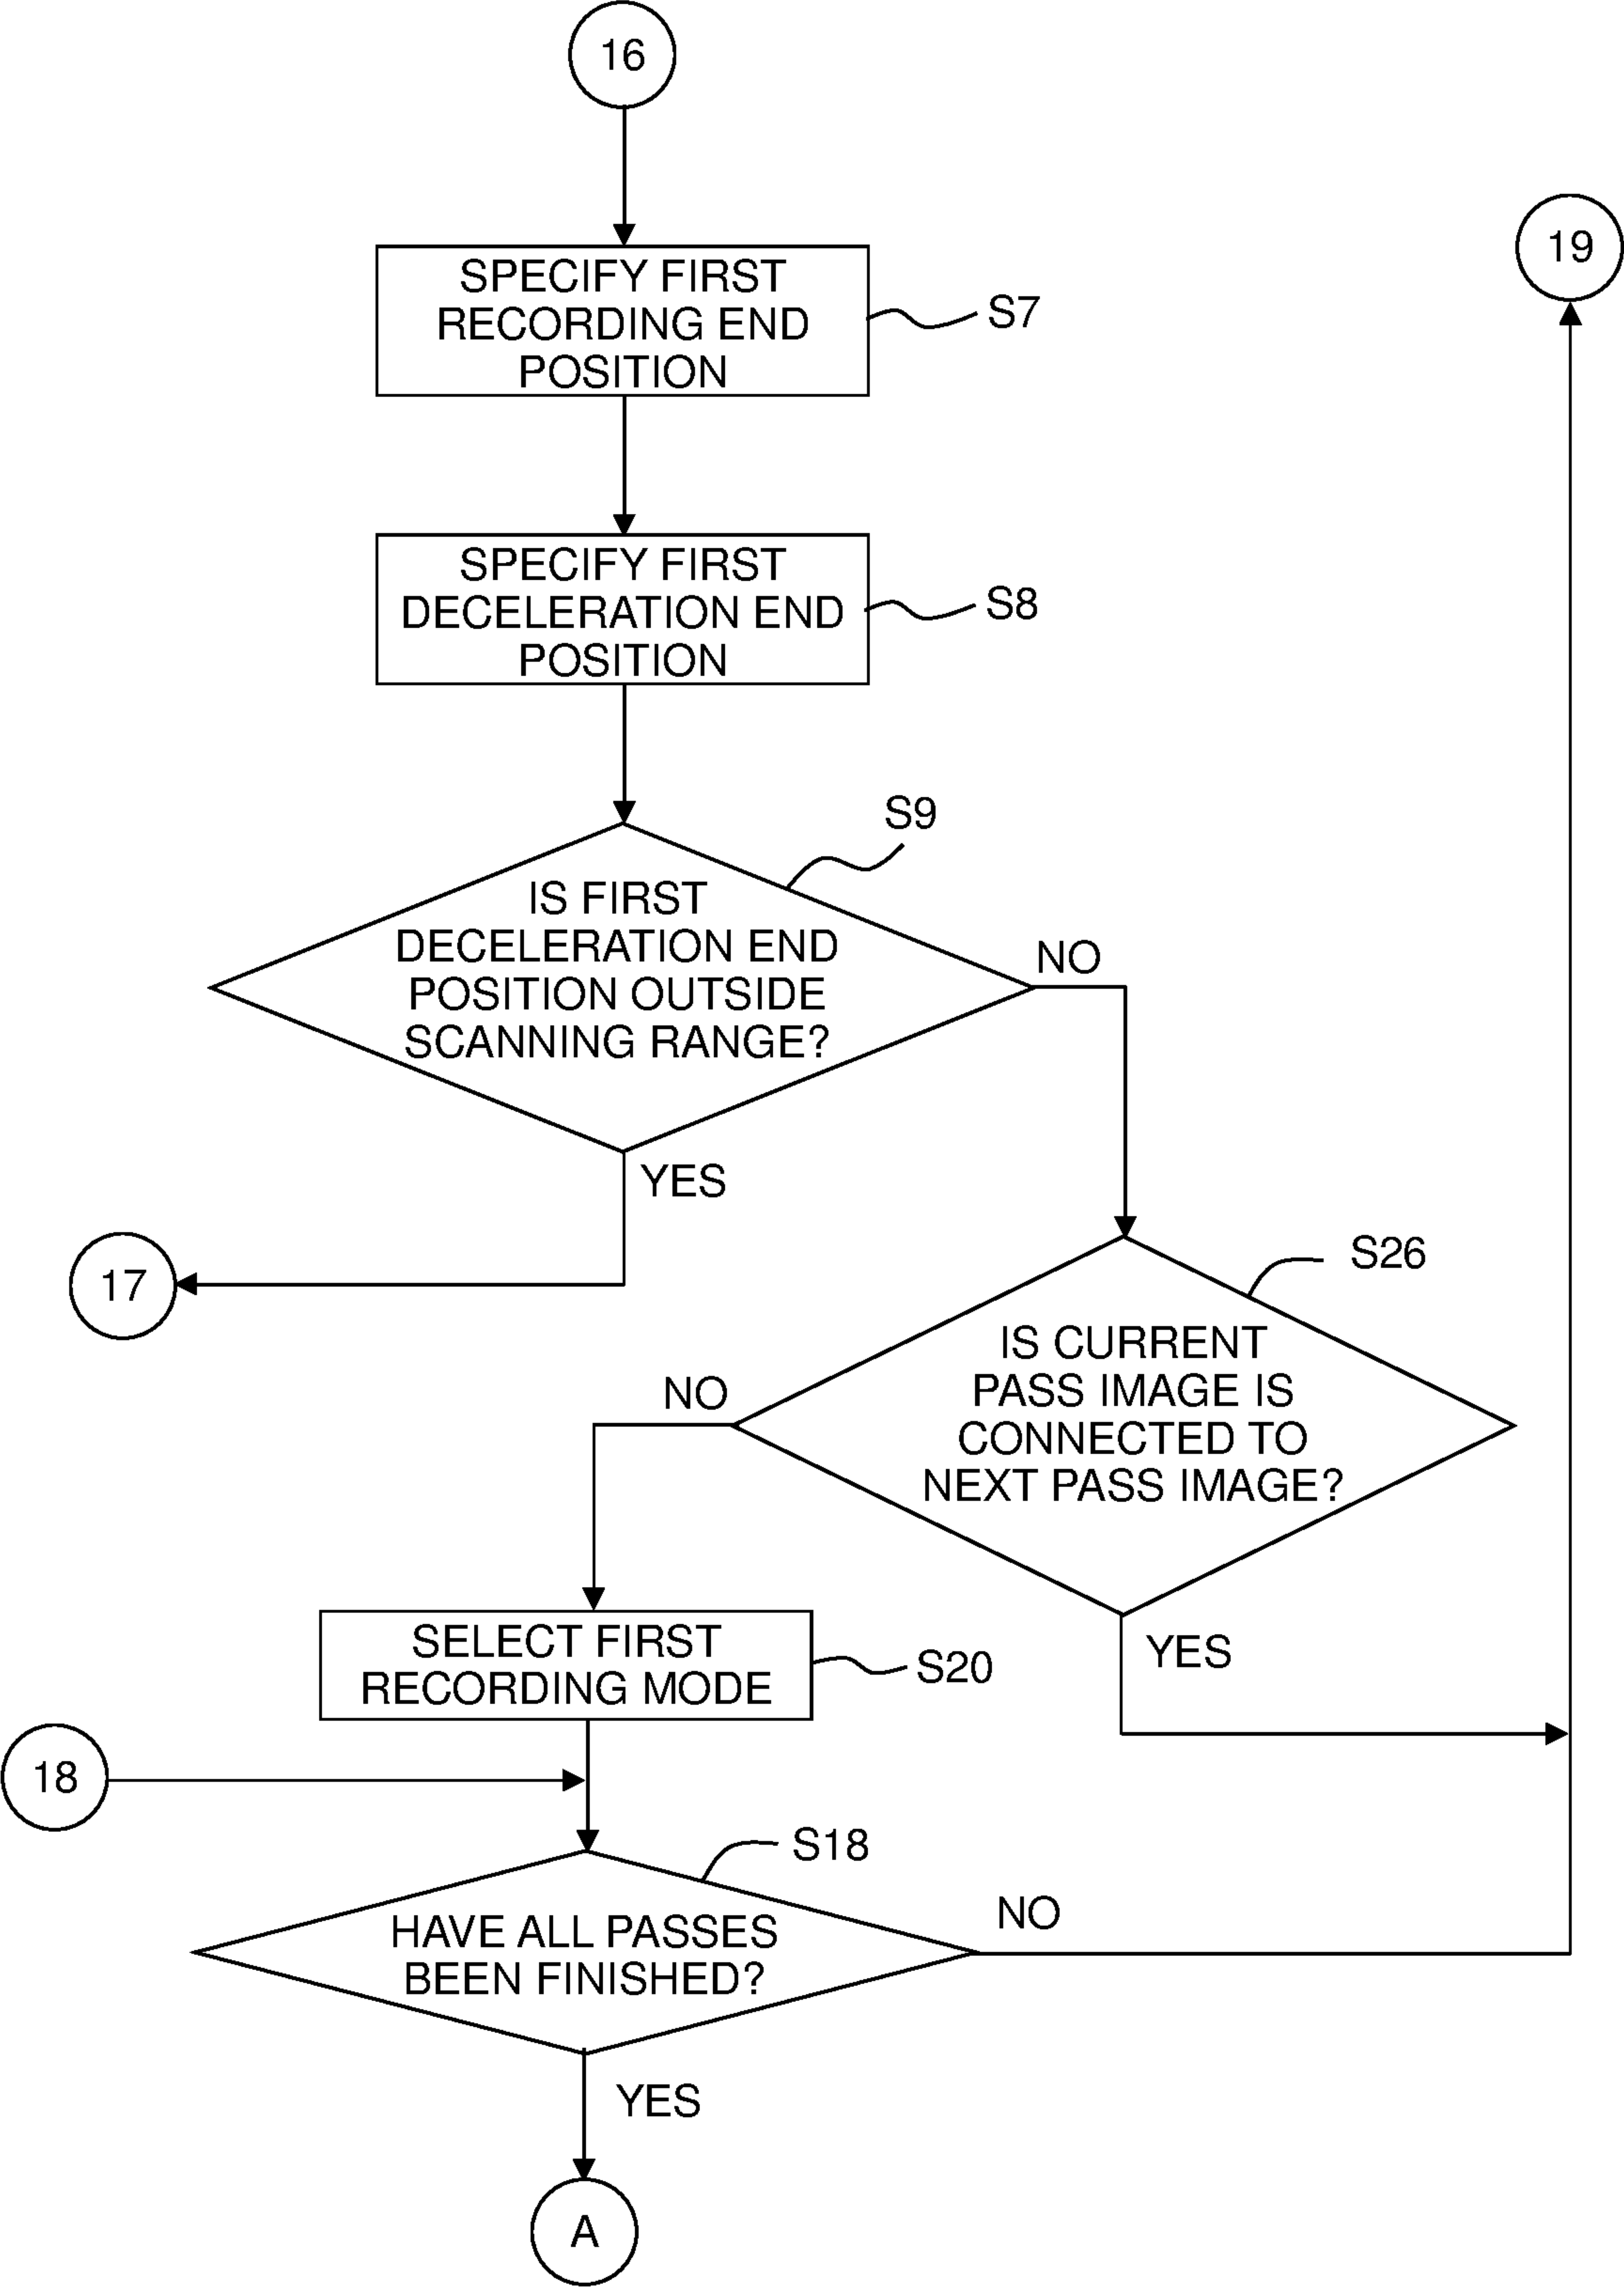 16
19
SPECIFY FIRST
RECORDING END
POSITION
S7
SPECIFY FIRST
DECELERATION END
POSITION
S8
S9
IS FIRST
DECELERATION END
POSITION OUTSIDE
SCANNING RANGE?
NO
YES
17
S26
IS CURRENT
PASS IMAGE IS
CONNECTED TO
NEXT PASS IMAGE?
NO
YES
SELECT FIRST
RECORDING MODE
S20
18
S18
HAVE ALL PASSES
BEEN FINISHED?
NO
YES
A